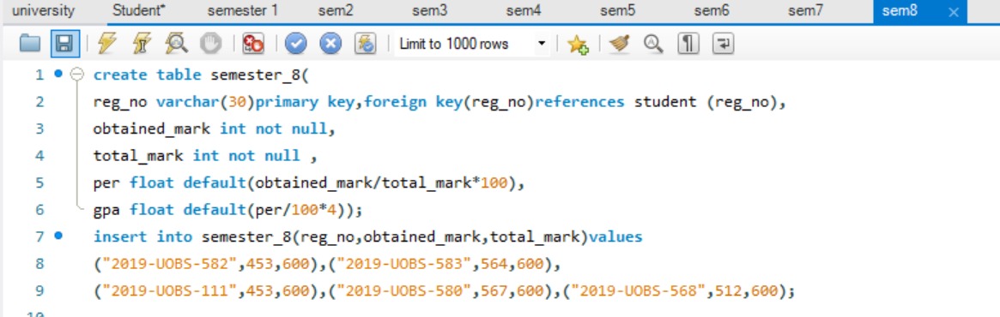 university Student* semester 1 sem2 sem3 sem4 sem5 sem6 sem7 sem8
Limit to 1000 rows
1 create table semester_8(
2 reg_no varchar(30)primary key,foreign key(reg_no)references student (reg_no),
3 obtained_mark int not null,
4 total_mark int not null ,
5 per float default(obtained_mark/total_mark*100),
6 gpa float default(per/100*4));
7 insert into semester_8(reg_no,obtained_mark,total_mark)values
8 ("2019-UOBS-582",453,600),("2019-UOBS-583",564,600),
9 ("2019-UOBS-111",453,600),("2019-UOBS-580",567,600),("2019-UOBS-568",512,600);
10